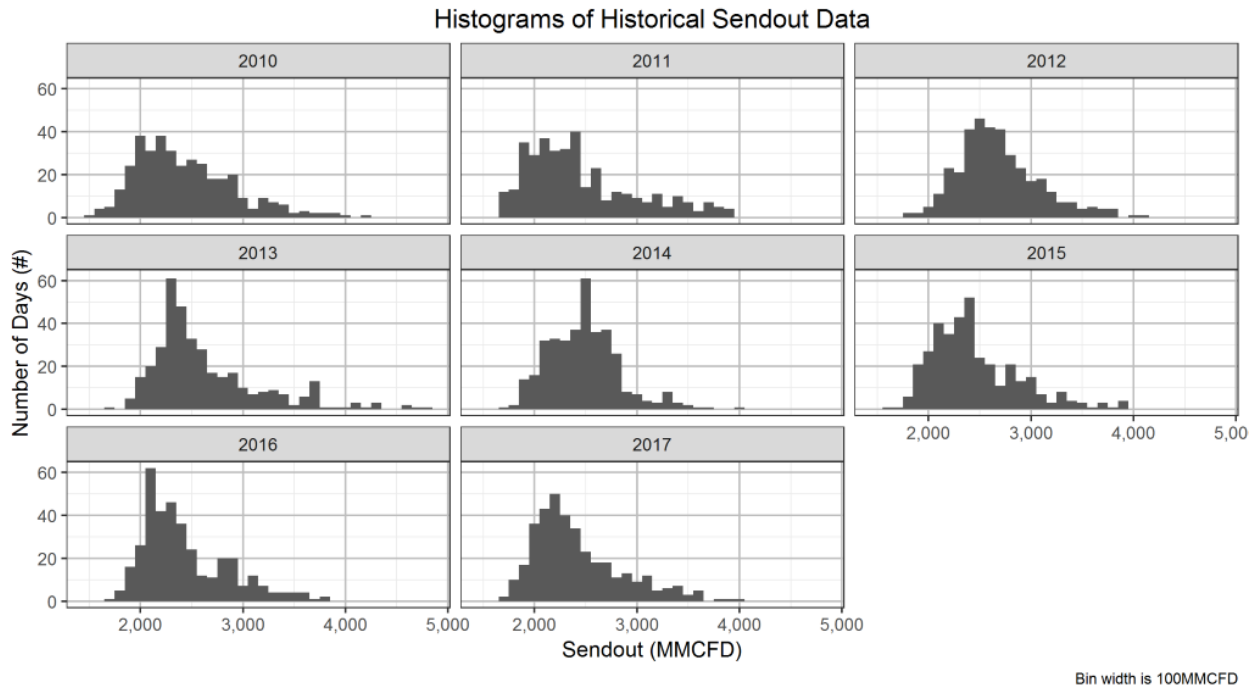 Histograms of Historical Sendout Data
2010 2011 2012
60
40
20
0
2013 2014 2015
Number of Days (#)
60
40
20
0
2,000 3,000 4,000 5,00
2016 2017
60
40
20
0
2,000 3,000 4,000 5,000 2,000 3,000 4,000 5,000
Sendout (MMCFD)
Bin width is 100MMCFD